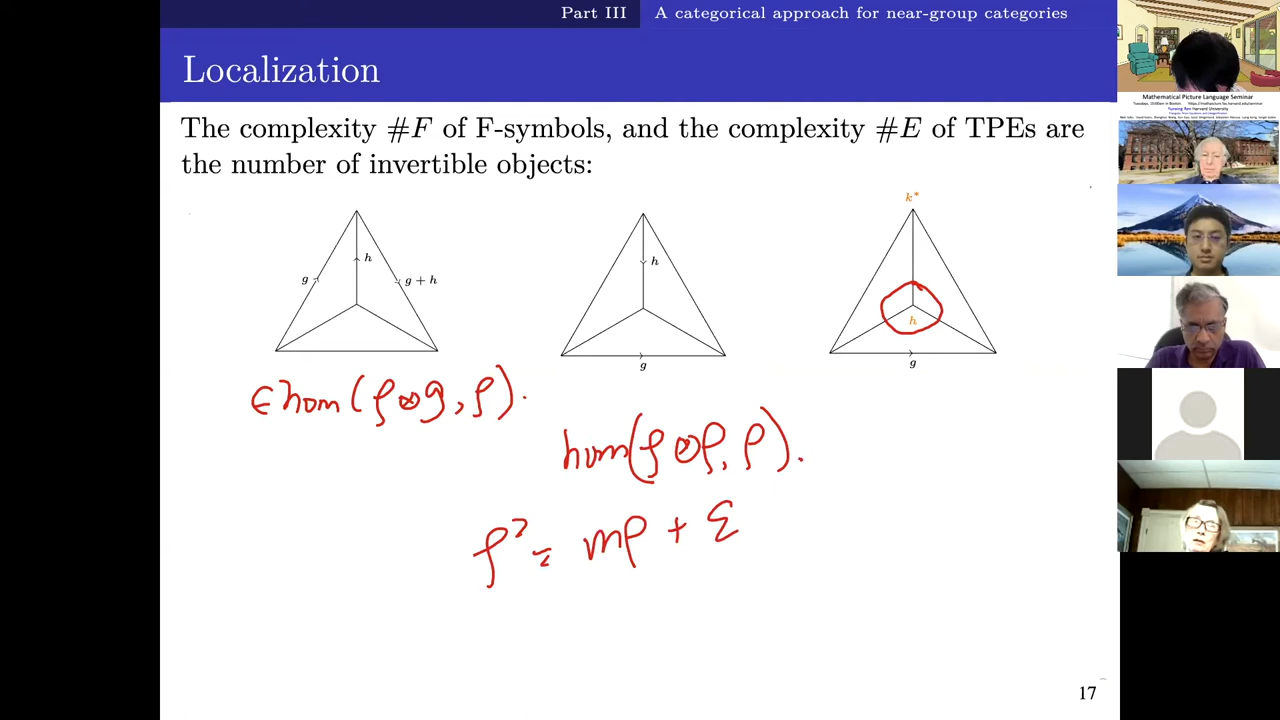 Part III A categorical approach for near-group categories
Localization
The complexity #F of F-symbols, and the complexity #E of TPEs are
the number of invertible objects:
g h g + h
h g
k* h g
∈ hom(ρ⊗g, ρ).
hom(ρ⊗ρ, ρ).
ρ² = mρ + Σ
17
Mathematical Picture Language Seminar